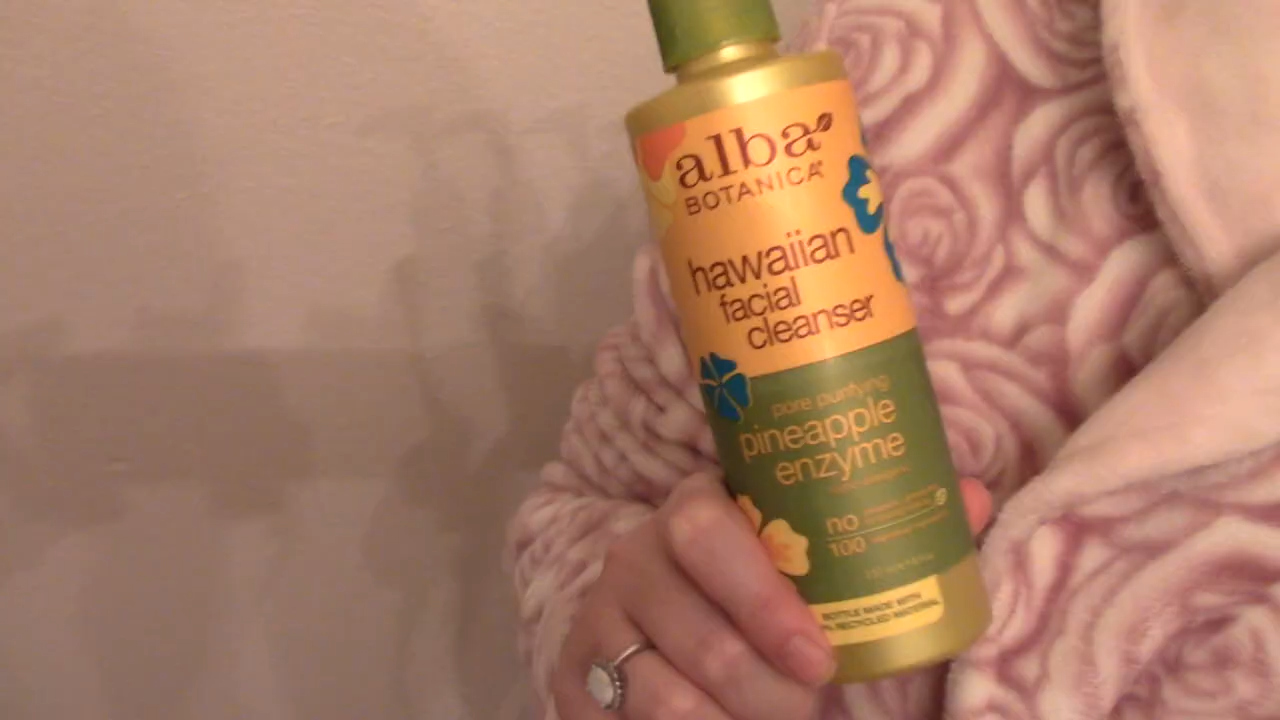 alba
BOTANICA
hawaiian
facial
cleanser
pore purifying
pineapple
enzyme
no
100
BOTTLE MADE WITH
RECYCLED MATERIAL